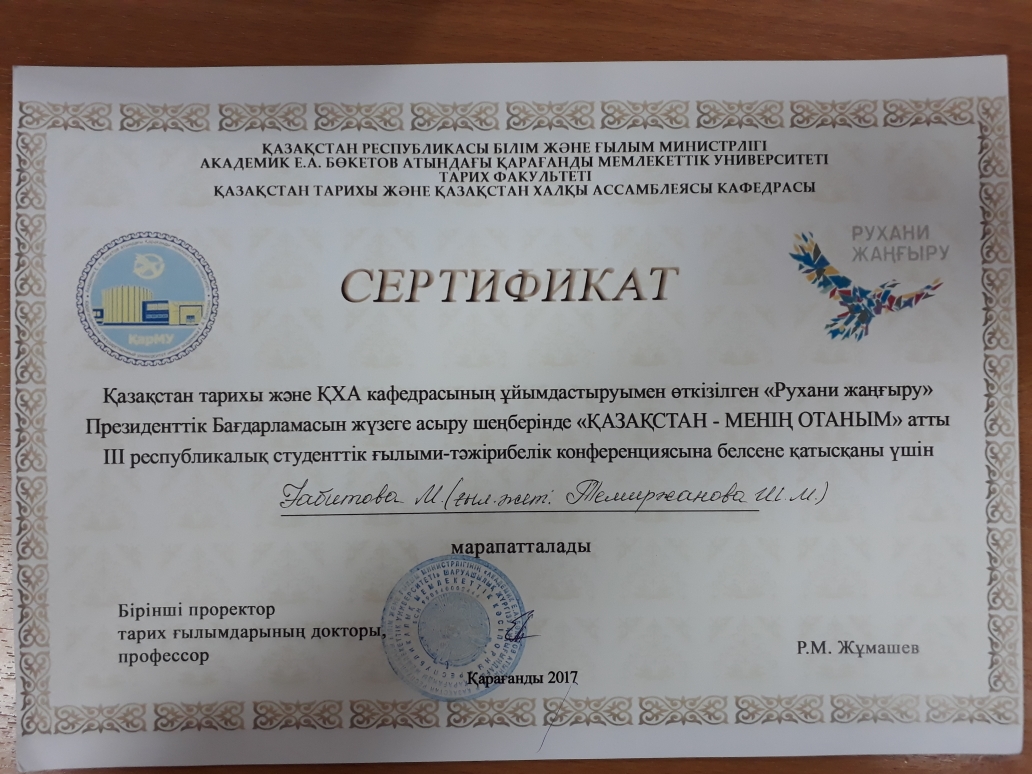 ҚАЗАҚСТАН РЕСПУБЛИКАСЫ БІЛІМ ЖӘНЕ ҒЫЛЫМ МИНИСТРЛІГІ
АКАДЕМИК Е.А. БӨКЕТОВ АТЫНДАҒЫ ҚАРАҒАНДЫ МЕМЛЕКЕТТІК УНИВЕРСИТЕТІ
ТАРИХ ФАКУЛЬТЕТІ
ҚАЗАҚСТАН ТАРИХЫ ЖӘНЕ ҚАЗАҚСТАН ХАЛҚЫ АССАМБЛЕЯСЫ КАФЕДРАСЫ
РУХАНИ
ЖАҢҒЫРУ
СЕРТИФИКАТ
ҚарМУ
Қазақстан тарихы және ҚХА кафедрасының ұйымдастыруымен өткізілген «Рухани жаңғыру»
Президенттік Бағдарламасын жүзеге асыру шеңберінде «ҚАЗАҚСТАН - МЕНІҢ ОТАНЫМ» атты
ІІІ республикалық студенттік ғылыми-тәжірибелік конференциясына белсене қатысқаны үшін
Габитова М. (ғыл.жет: Темиржанова Ш.М.)
марапатталады
Бірінші проректор
тарих ғылымдарының докторы,
профессор
Р.М. Жұмашев
Қарағанды 2017